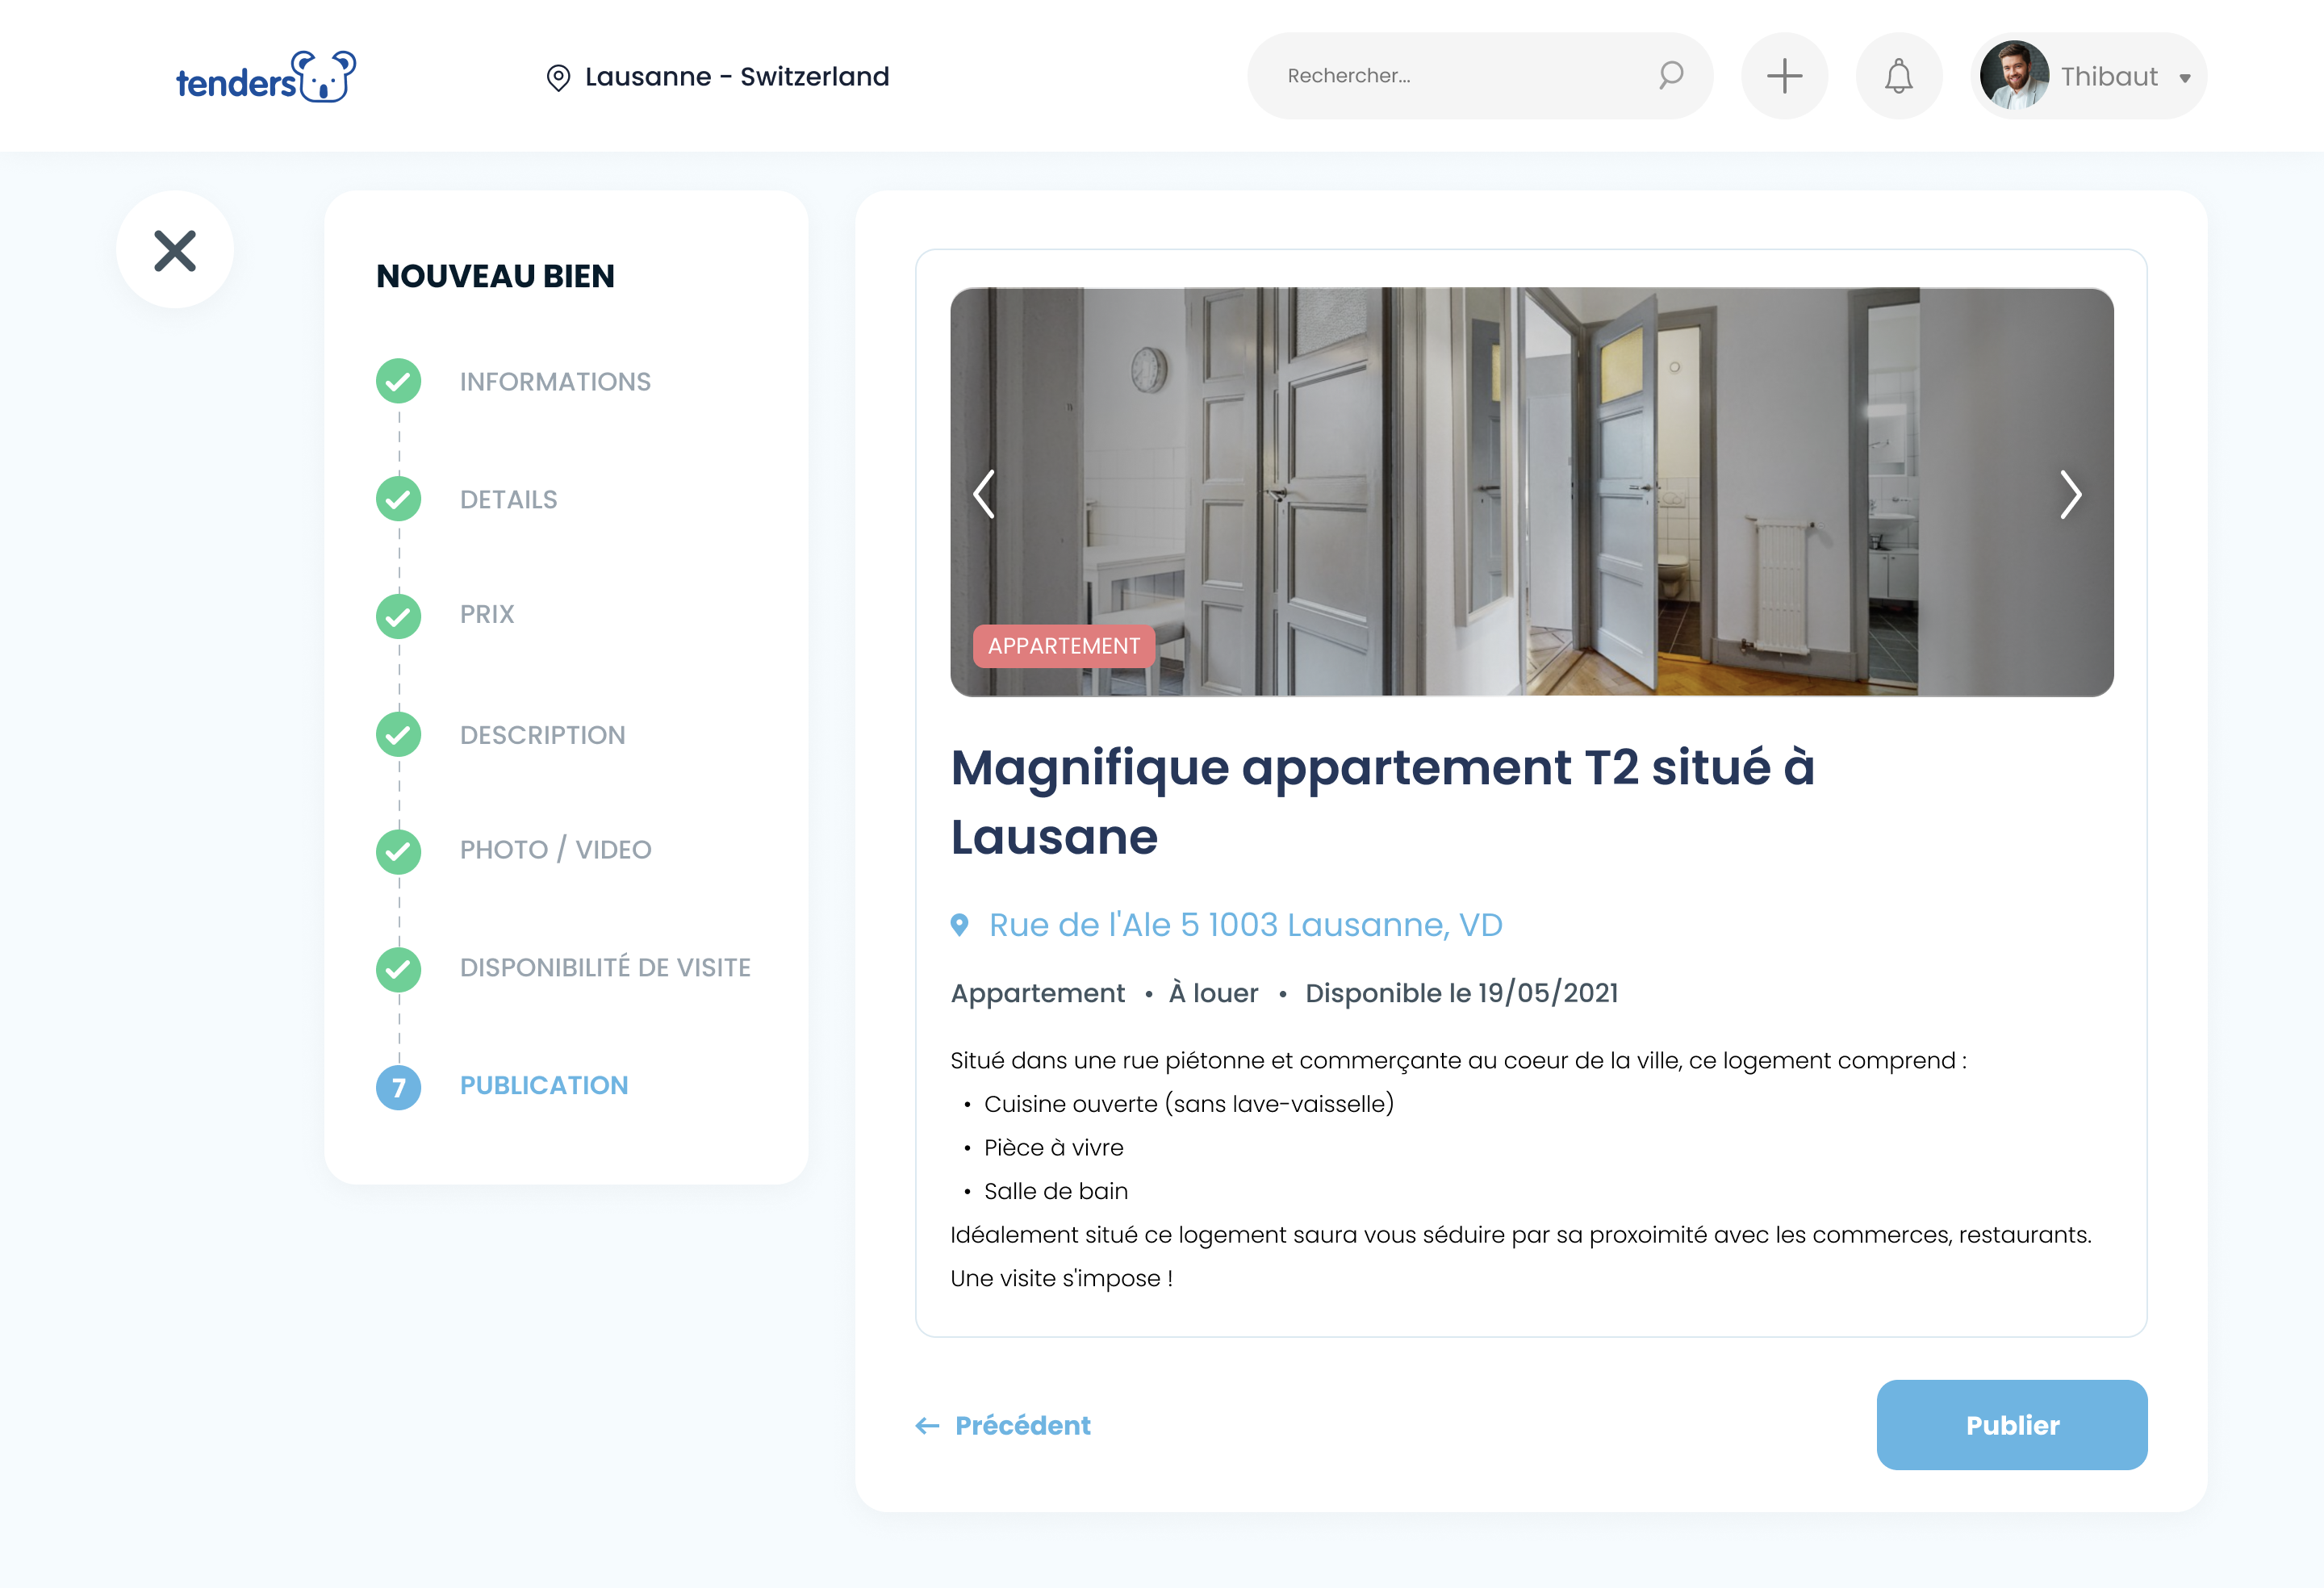 tenders
Lausanne - Switzerland
Rechercher...
Thibaut
NOUVEAU BIEN
INFORMATIONS
DETAILS
PRIX
DESCRIPTION
PHOTO / VIDEO
DISPONIBILITÉ DE VISITE
7 PUBLICATION
APPARTEMENT
Magnifique appartement T2 situé à
Lausane
Rue de l'Ale 5 1003 Lausanne, VD
Appartement • À louer • Disponible le 19/05/2021
Situé dans une rue piétonne et commerçante au coeur de la ville, ce logement comprend :
• Cuisine ouverte (sans lave-vaisselle)
• Pièce à vivre
• Salle de bain
Idéalement situé ce logement saura vous séduire par sa proxoimité avec les commerces, restaurants.
Une visite s'impose !
Précédent
Publier